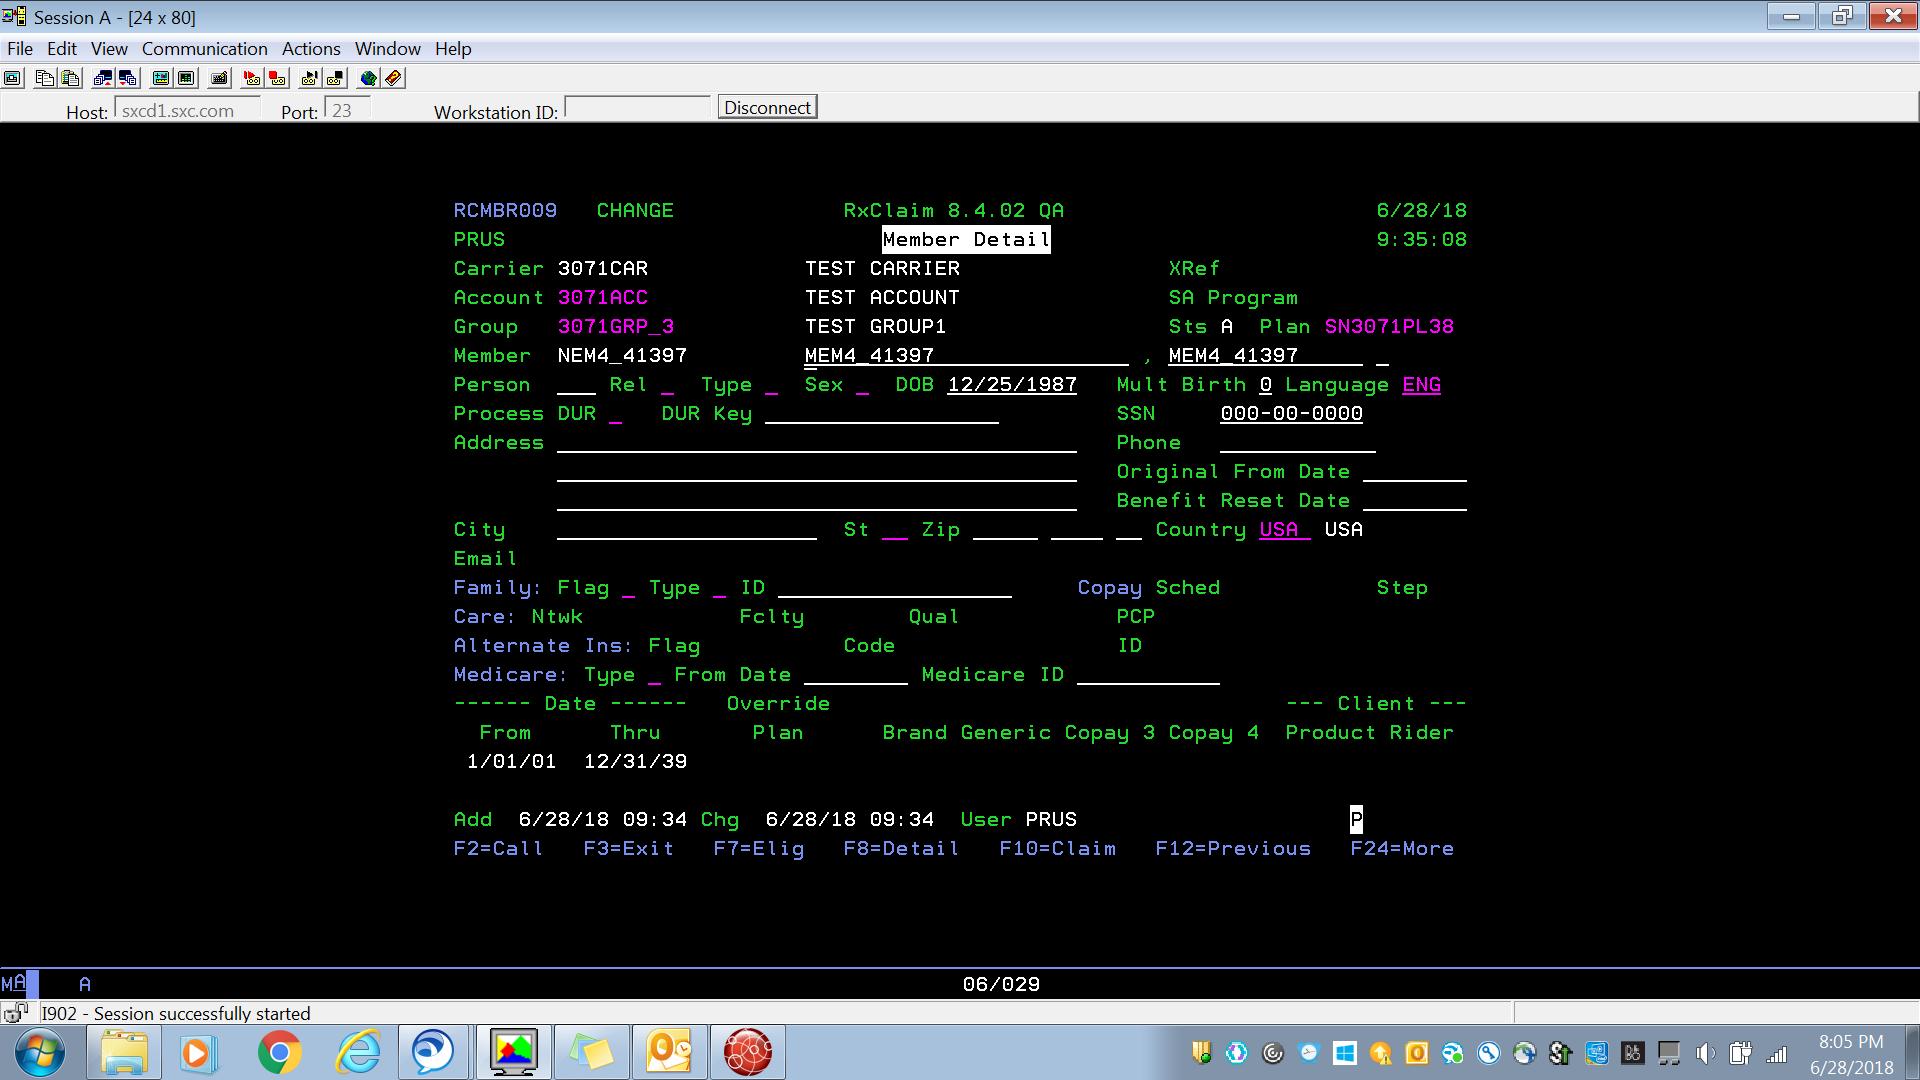 Session A - [24 x 80]
File Edit View Communication Actions Window Help
Host: sxcd1.sxc.com Port: 23 Workstation ID: Disconnect
RCMBR009 CHANGE RxClaim 8.4.02 QA 6/28/18
PRUS Member Detail 9:35:08
Carrier 3071CAR TEST CARRIER XRef
Account 3071ACC TEST ACCOUNT SA Program
Group 3071GRP_3 TEST GROUP1 Sts A Plan SN3071PL38
Member NEM4_41397 MEM4_41397 , MEM4_41397
Person Rel Type Sex DOB 12/25/1987 Mult Birth 0 Language ENG
Process DUR DUR Key SSN 000-00-0000
Address Phone
Original From Date
Benefit Reset Date
City St Zip Country USA USA
Email
Family: Flag Type ID Copay Sched Step
Care: Ntwk Fclty Qual PCP
Alternate Ins: Flag Code ID
Medicare: Type From Date Medicare ID
------ Date ------ Override --- Client ---
From Thru Plan Brand Generic Copay 3 Copay 4 Product Rider
1/01/01 12/31/39
Add 6/28/18 09:34 Chg 6/28/18 09:34 User PRUS P
F2=Call F3=Exit F7=Elig F8=Detail F10=Claim F12=Previous F24=More
MA A 06/029
I902 - Session successfully started
8:05 PM
6/28/2018